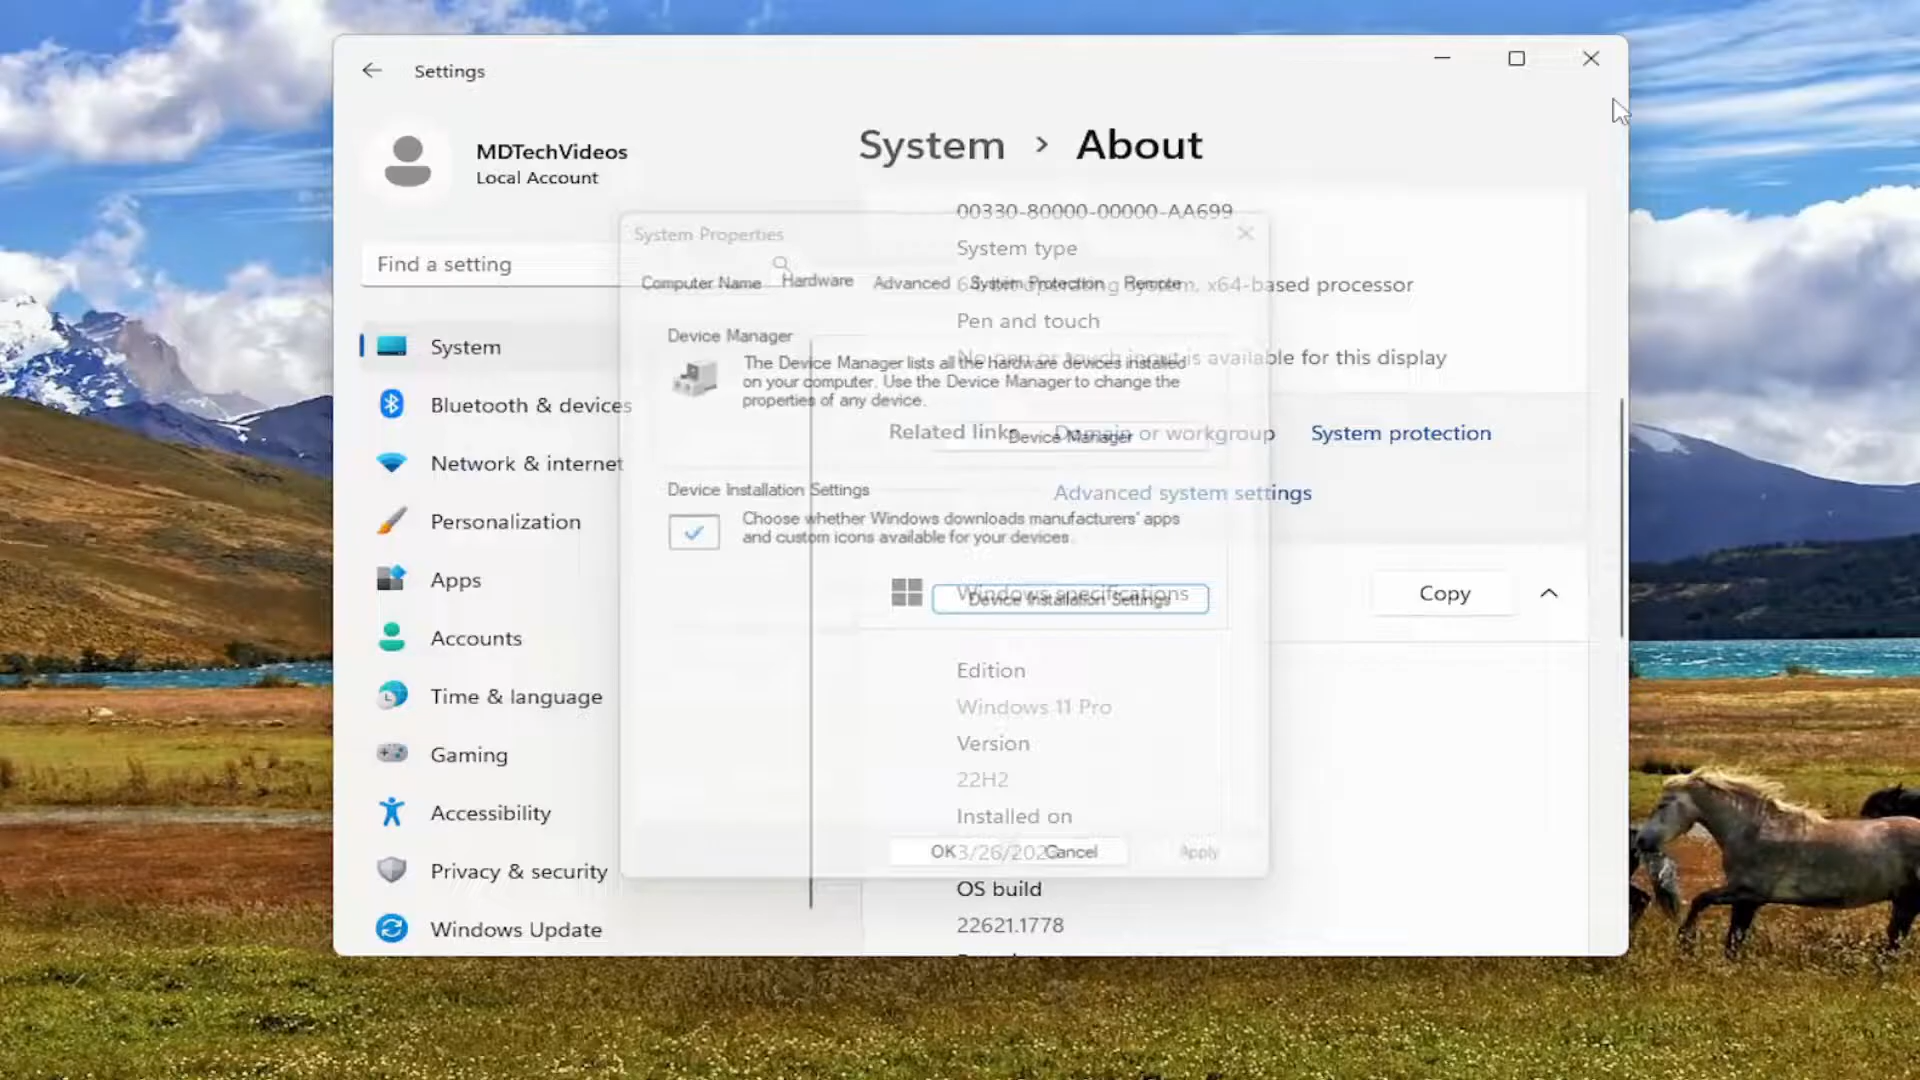 Settings
MDTechVideos
Local Account
Find a setting
System
Bluetooth & devices
Network & internet
Personalization
Apps
Accounts
Time & language
Gaming
Accessibility
Privacy & security
Windows Update
System > About
00330-80000-00000-AA699
System type
64-bit operating system, x64-based processor
Pen and touch
No pen or touch input is available for this display
Related links
Domain or workgroup
System protection
Advanced system settings
Windows specifications
Copy
Edition
Windows 11 Pro
Version
22H2
Installed on
3/26/202
OS build
22621.1778
System Properties
Computer Name
Hardware
Advanced
System Protection
Remote
Device Manager
The Device Manager lists all the hardware devices installed
on your computer. Use the Device Manager to change the
properties of any device.
Device Manager
Device Installation Settings
Choose whether Windows downloads manufacturers' apps
and custom icons available for your devices.
Device Installation Settings
OK
Cancel
Apply